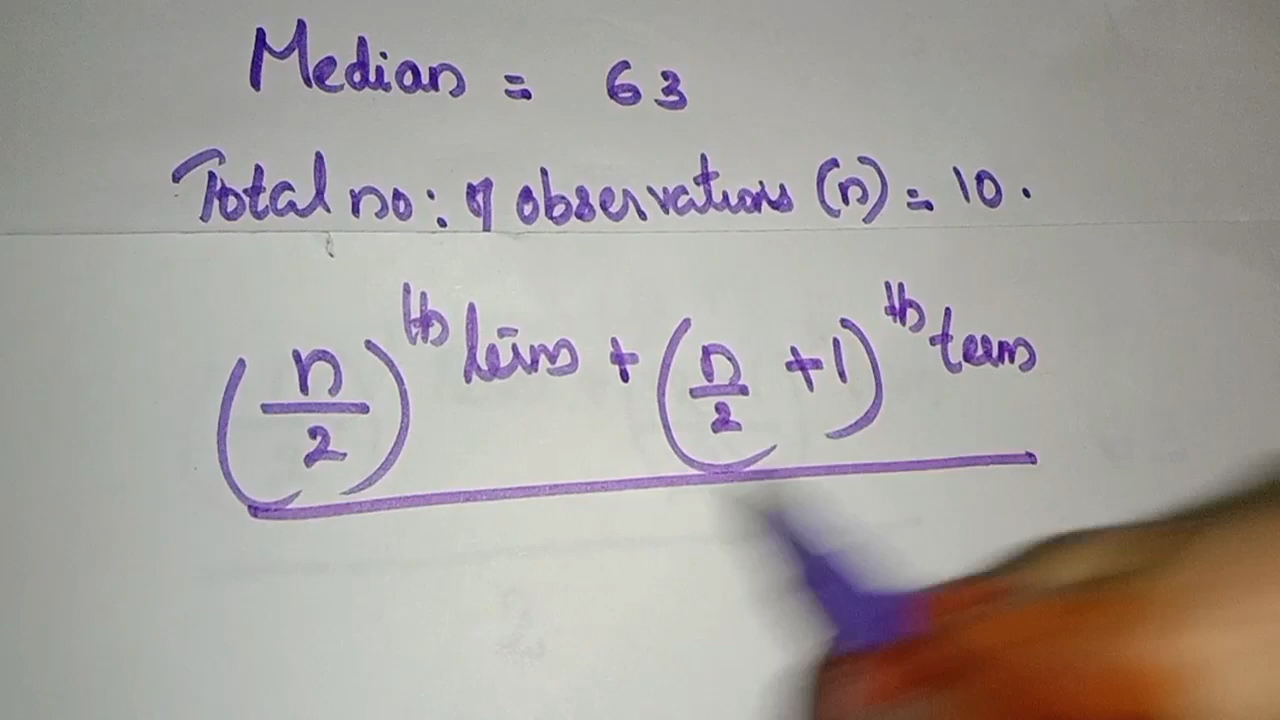 Median = 63
Total no: of observations (n) = 10.
(n/2)th term + (n/2 + 1)th term